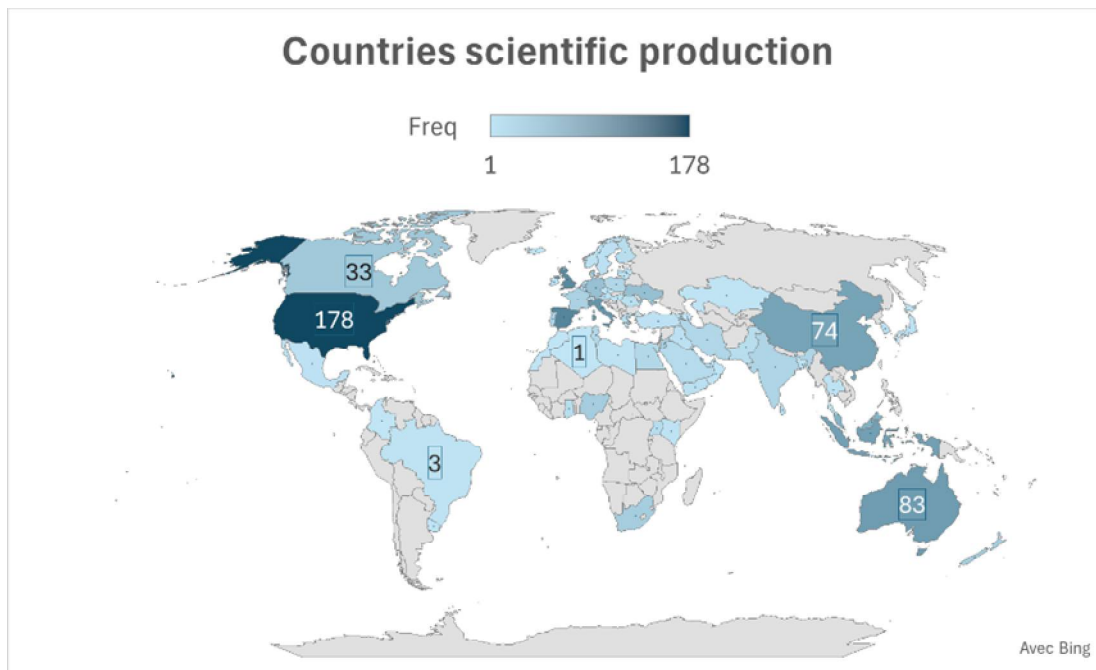 Countries scientific production
Freq
1 178
33
178
74
1
3
83
Avec Bing